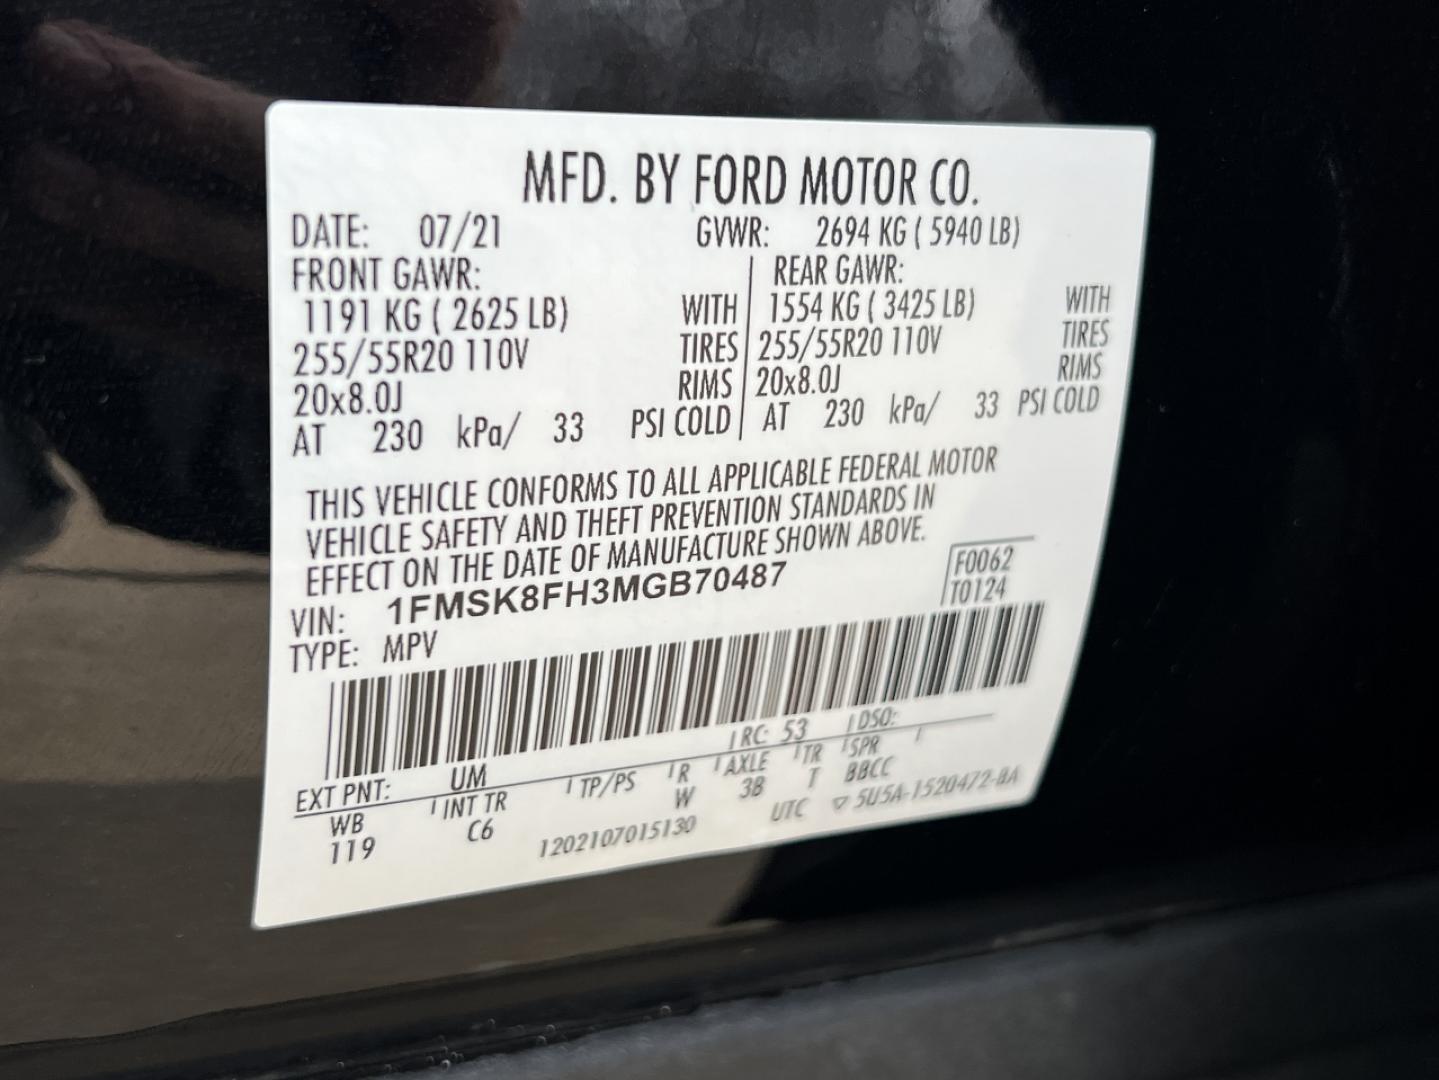 MFD. BY FORD MOTOR CO.
DATE: 07/21 GVWR: 2694 KG ( 5940 LB)
FRONT GAWR: REAR GAWR:
1191 KG ( 2625 LB) WITH 1554 KG ( 3425 LB) WITH
255/55R20 110V TIRES 255/55R20 110V TIRES
20x8.0J RIMS 20x8.0J RIMS
AT 230 kPa/ 33 PSI COLD AT 230 kPa/ 33 PSI COLD
THIS VEHICLE CONFORMS TO ALL APPLICABLE FEDERAL MOTOR
VEHICLE SAFETY AND THEFT PREVENTION STANDARDS IN
EFFECT ON THE DATE OF MANUFACTURE SHOWN ABOVE.
F0062
VIN: 1FMSK8FH3MGB70487 T0124
TYPE: MPV
EXT PNT: UM RC: 53 DSO:
WB INT TR TP/PS R AXLE TR SPR
119 C6 W 3B T BBCC
1202107015130 UTC ▽ 5U5A-1520472-BA